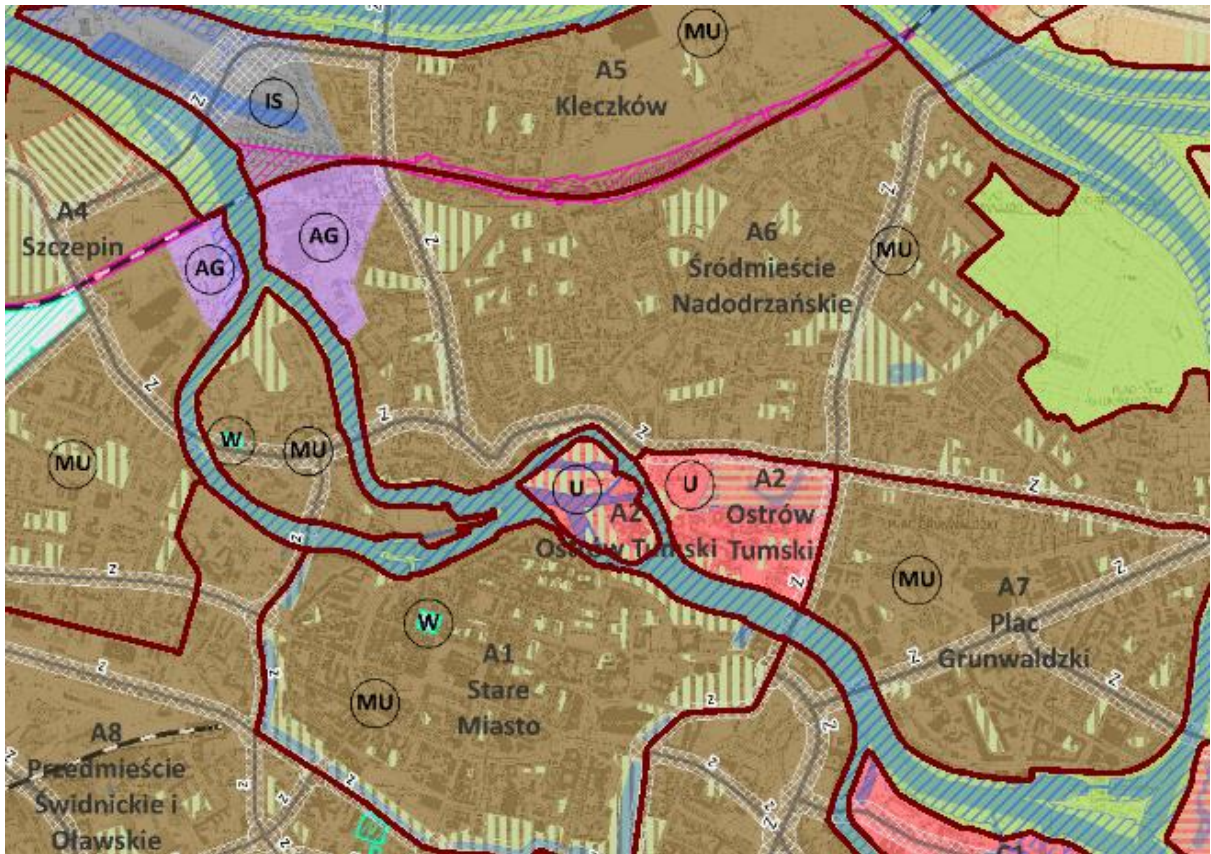 MU
A5
Kleczków
IS
Z
A4
Szczepin
AG
AG
Z
A6
Śródmieście
Nadodrzańskie
MU
Z
Z
Z
W
MU
Z
Z
MU
U
U
A2
Ostrów
Tumski
A2
Ostrów Tumski
Z
Z
Z
MU
A7
Plac
Grunwaldzki
Z
Z
Z
Z
W
A1
Stare
Miasto
MU
Z
Z
Z
A8
Przedmieście
Świdnickie i
Oławskie
Z
Z
Z
Z
Z
Z
Z
Z
C1